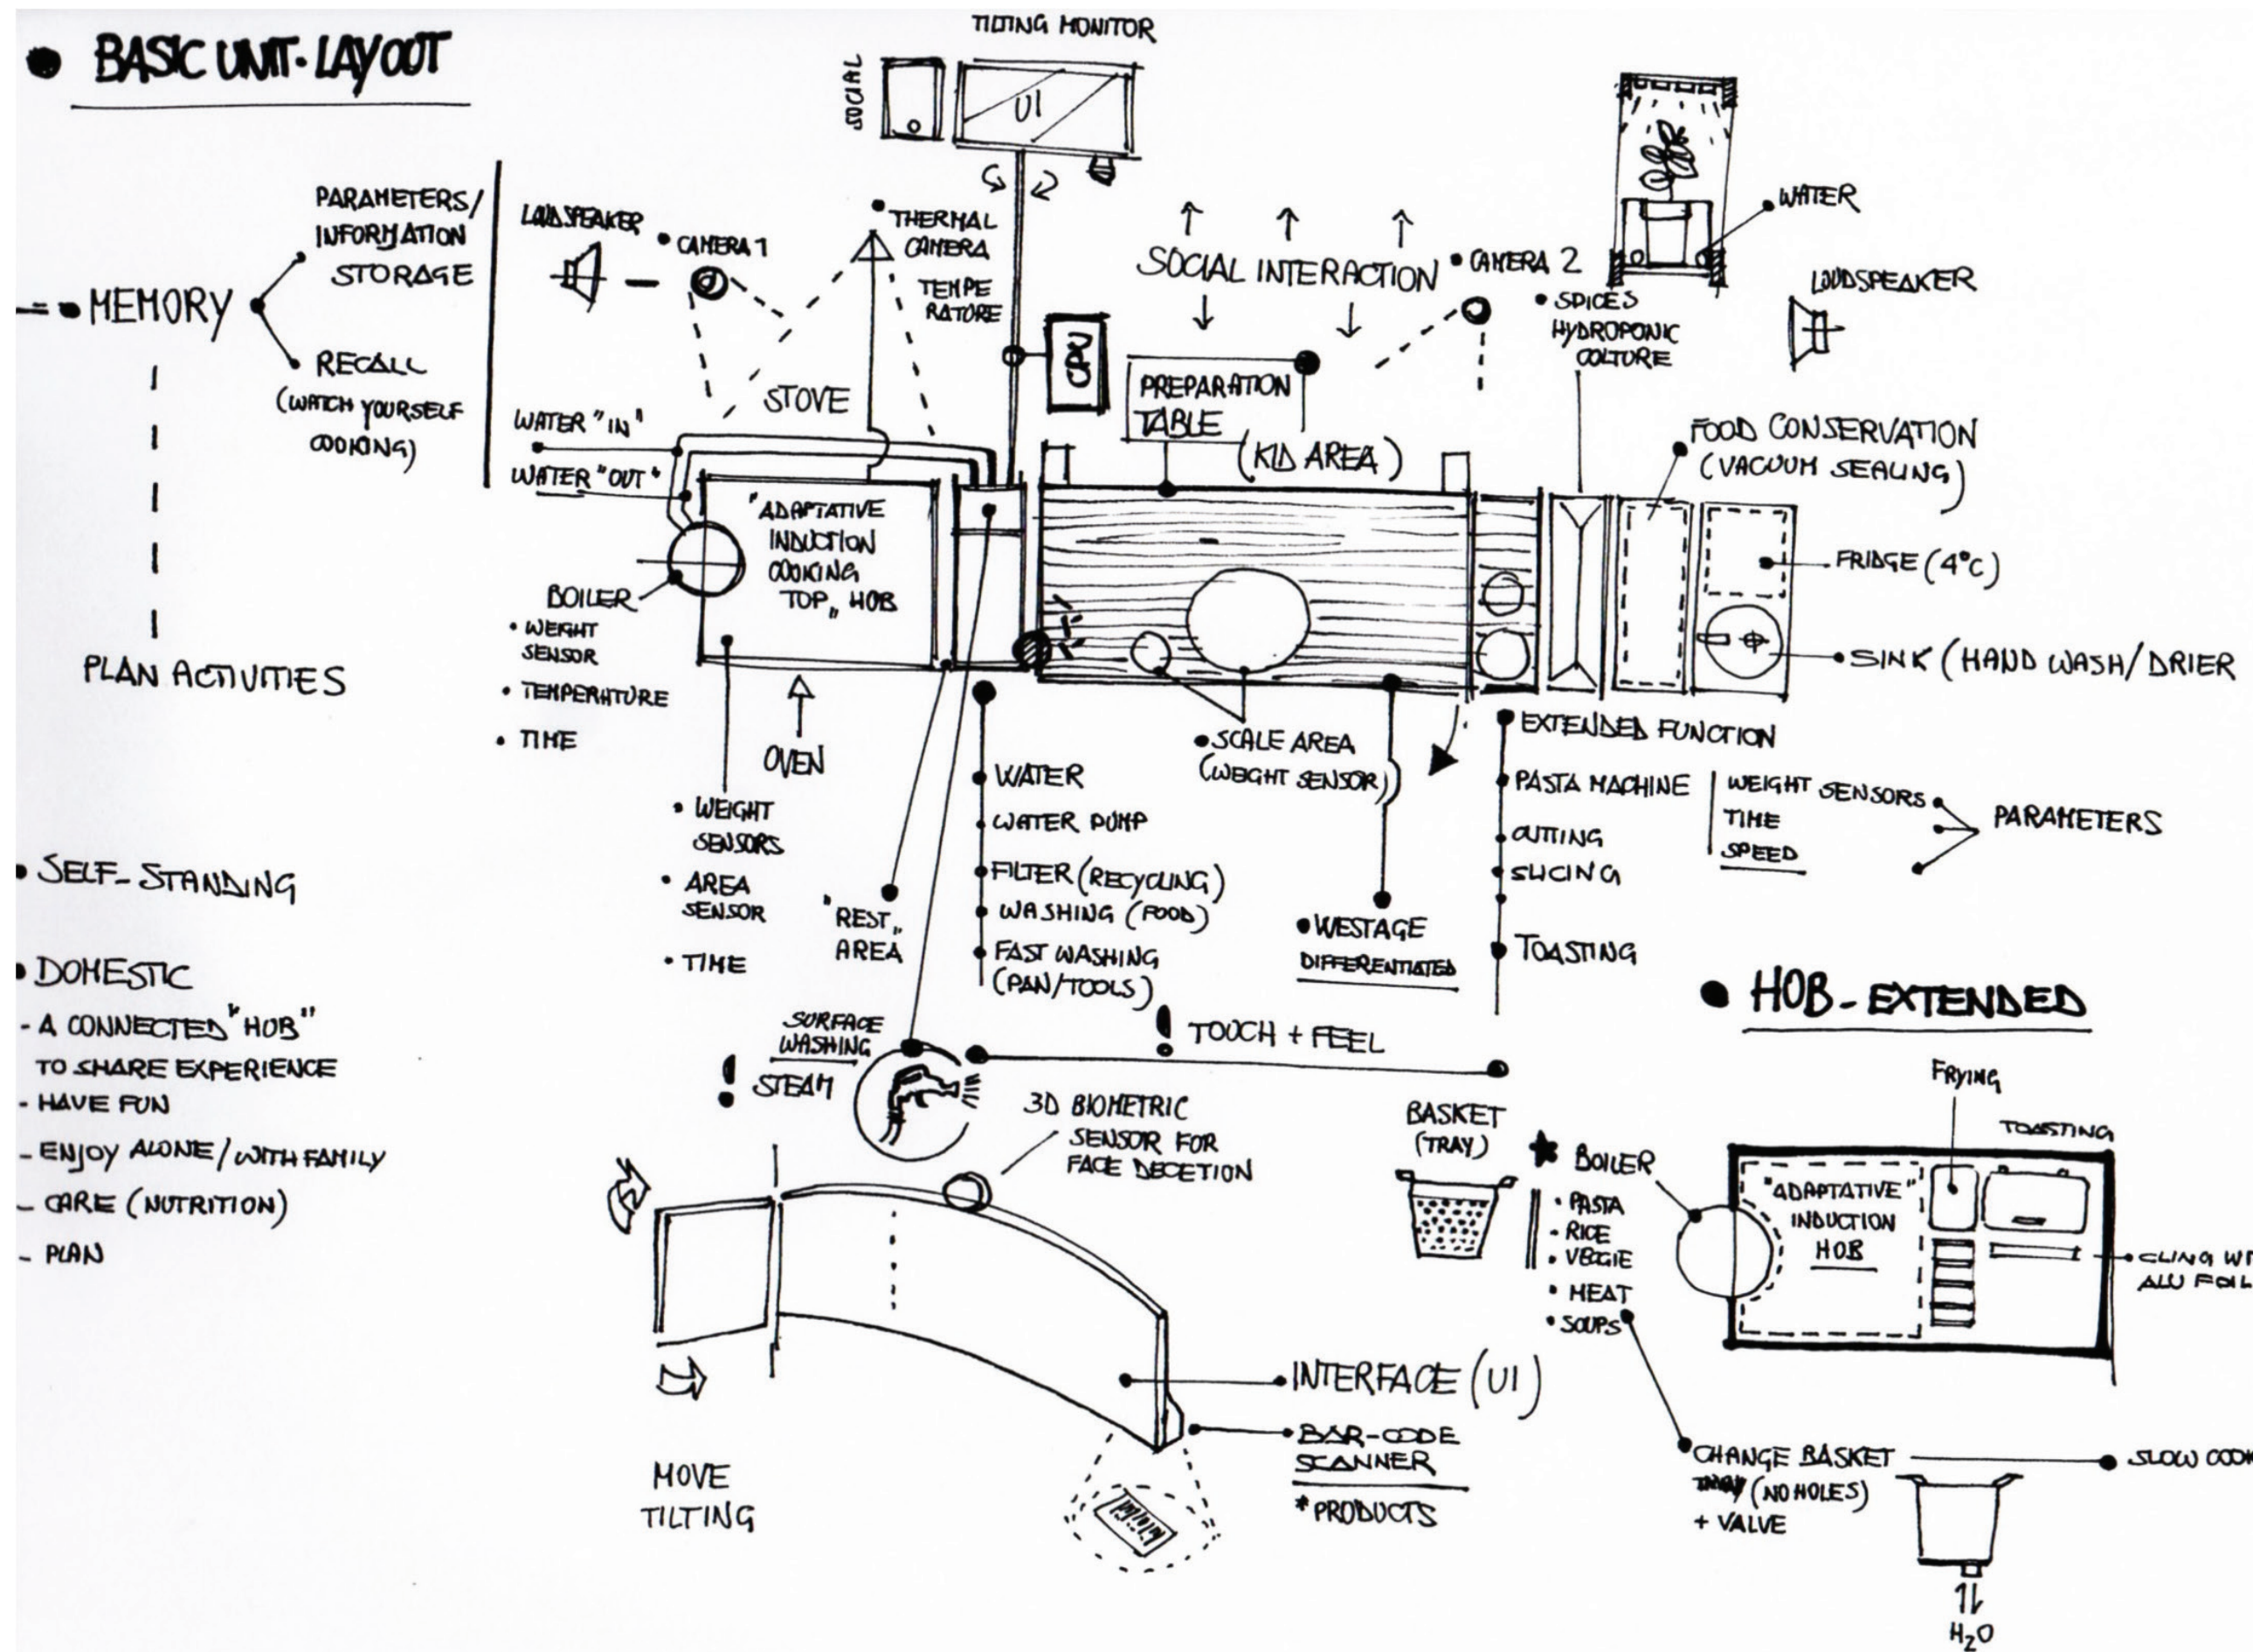 BASIC UNIT. LAYOUT
TILTING MONITOR
SOCIAL
UI
PARAMETERS/
INFORMATION
STORAGE
MEMORY
RECALL
(WATCH YOURSELF
COOKING)
PLAN ACTIVITIES
LOUDSPEAKER
CAMERA 1
THERMAL
CAMERA
TEMPE
RATORE
CPU
SOCIAL INTERACTION
CAMERA 2
SPICES
HYDROPONIC
COLTURE
WATER
LOUDSPEAKER
STOVE
PREPARATION
TABLE
(KID AREA)
WATER "IN"
WATER "OUT"
FOOD CONSERVATION
(VACUUM SEALING)
"ADAPTATIVE
INDUCTION
COOKING
TOP„ HOB
FRIDGE (4°C)
SINK (HAND WASH/DRIER
BOILER
WEIGHT
SENSOR
TEMPERATURE
TIME
OVEN
WEIGHT
SENSORS
AREA
SENSOR
TIME
"REST„
AREA
WATER
WATER PUMP
FILTER (RECYCLING)
WASHING (FOOD)
FAST WASHING
(PAN/TOOLS)
SCALE AREA
(WEIGHT SENSOR)
WESTAGE
DIFFERENTIATED
EXTENDED FUNCTION
PASTA MACHINE
CUTTING
SLICING
TOASTING
WEIGHT SENSORS
TIME
SPEED
PARAMETERS
SELF-STANDING
DOMESTIC
- A CONNECTED "HUB"
TO SHARE EXPERIENCE
- HAVE FUN
- ENJOY ALONE/WITH FAMILY
- CARE (NUTRITION)
- PLAN
SURFACE
WASHING
! STEAM
! TOUCH + FEEL
3D BIOMETRIC
SENSOR FOR
FACE DECETION
INTERFACE (UI)
BAR-CODE
SCANNER
*PRODUCTS
MOVE
TILTING
HOB-EXTENDED
BASKET
(TRAY)
BOILER
PASTA
RICE
VEGGIE
MEAT
SOUPS
FRYING
TOASTING
"ADAPTATIVE"
INDUCTION
HOB
CLING
ALU FOIL
CHANGE BASKET
(NO HOLES)
+ VALVE
SLOW
H₂O